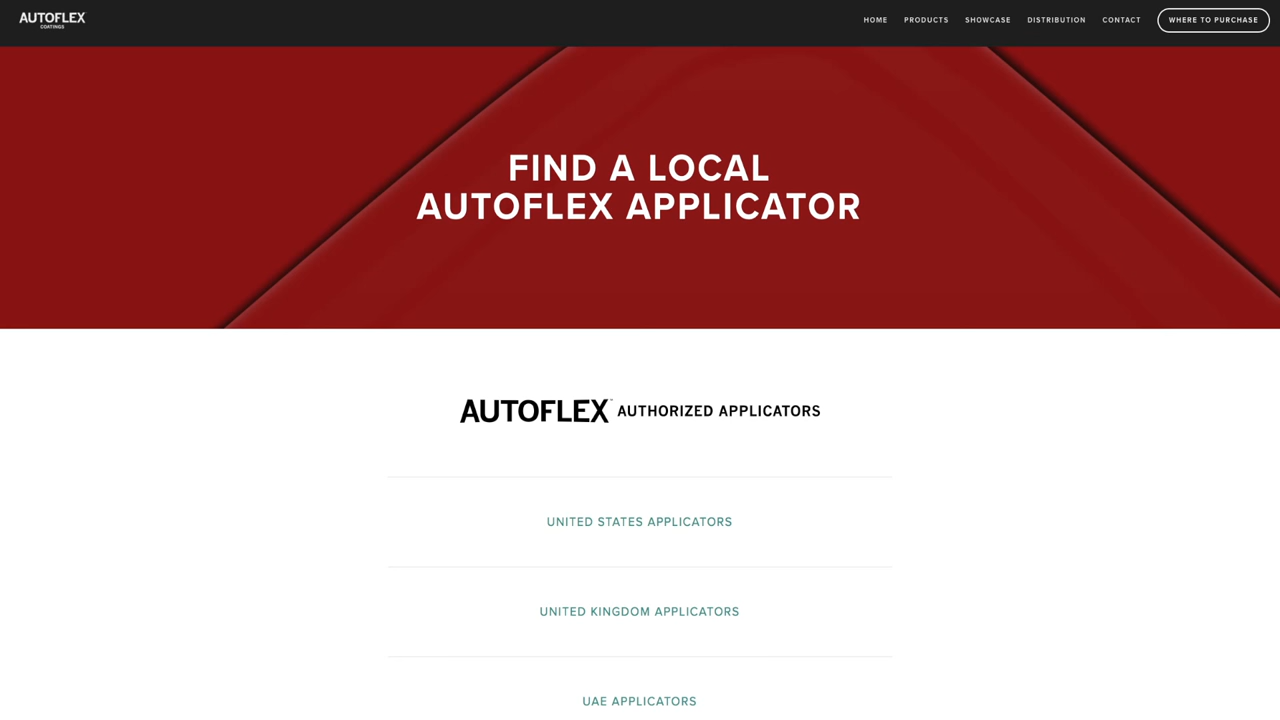 AUTOFLEX
COATINGS
HOME PRODUCTS SHOWCASE DISTRIBUTION CONTACT WHERE TO PURCHASE
FIND A LOCAL
AUTOFLEX APPLICATOR
AUTOFLEX™ AUTHORIZED APPLICATORS
UNITED STATES APPLICATORS
UNITED KINGDOM APPLICATORS
UAE APPLICATORS